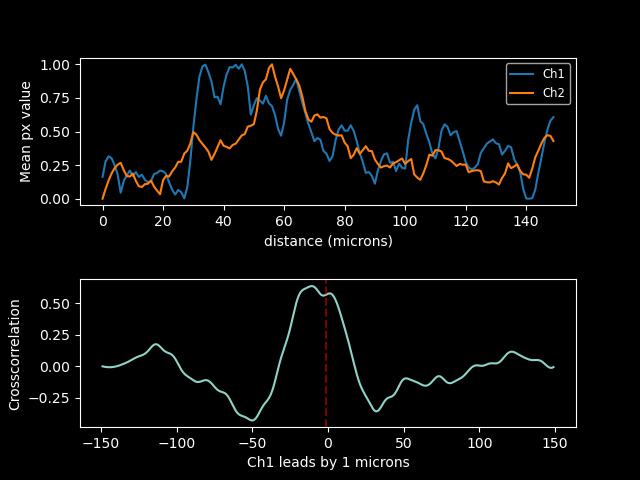 1.00
0.75
0.50
0.25
0.00
Mean px value
Ch1
Ch2
0 20 40 60 80 100 120 140
distance (microns)
0.50
0.25
0.00
−0.25
Crosscorrelation
−150 −100 −50 0 50 100 150
Ch1 leads by 1 microns